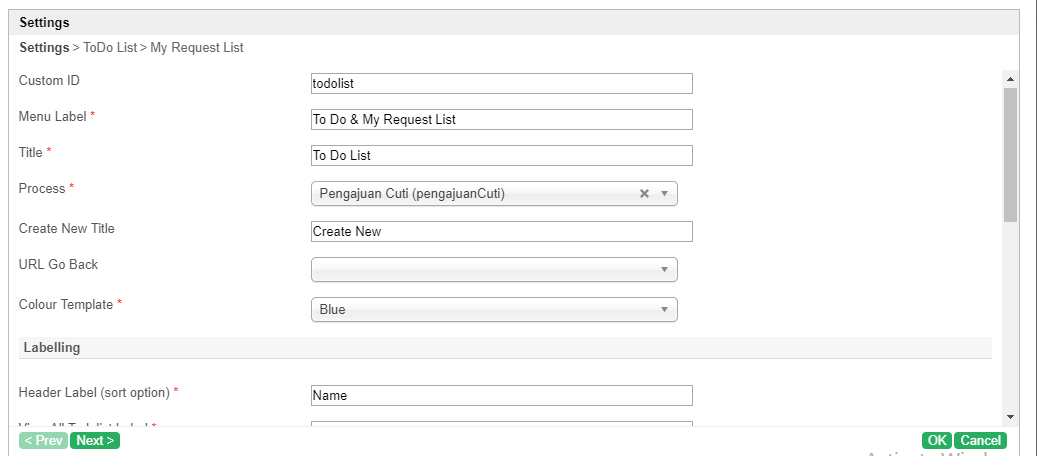 Settings
Settings > ToDo List > My Request List
Custom ID todolist
Menu Label * To Do & My Request List
Title * To Do List
Process * Pengajuan Cuti (pengajuanCuti)
Create New Title Create New
URL Go Back
Colour Template * Blue
Labelling
Header Label (sort option) * Name
< Prev Next > OK Cancel